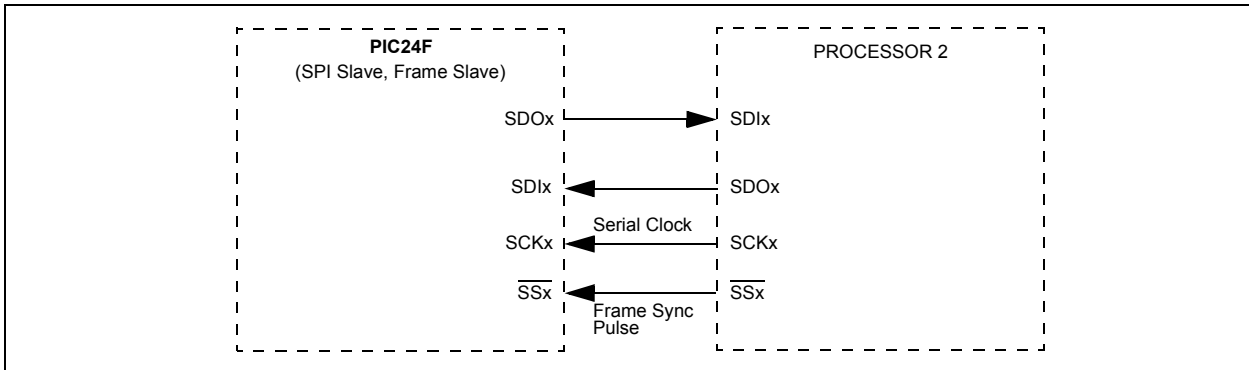 PIC24F
(SPI Slave, Frame Slave)
PROCESSOR 2
SDOx
SDIx
SDIx
SDOx
Serial Clock
SCKx
SCKx
SSx
SSx
Frame Sync
Pulse